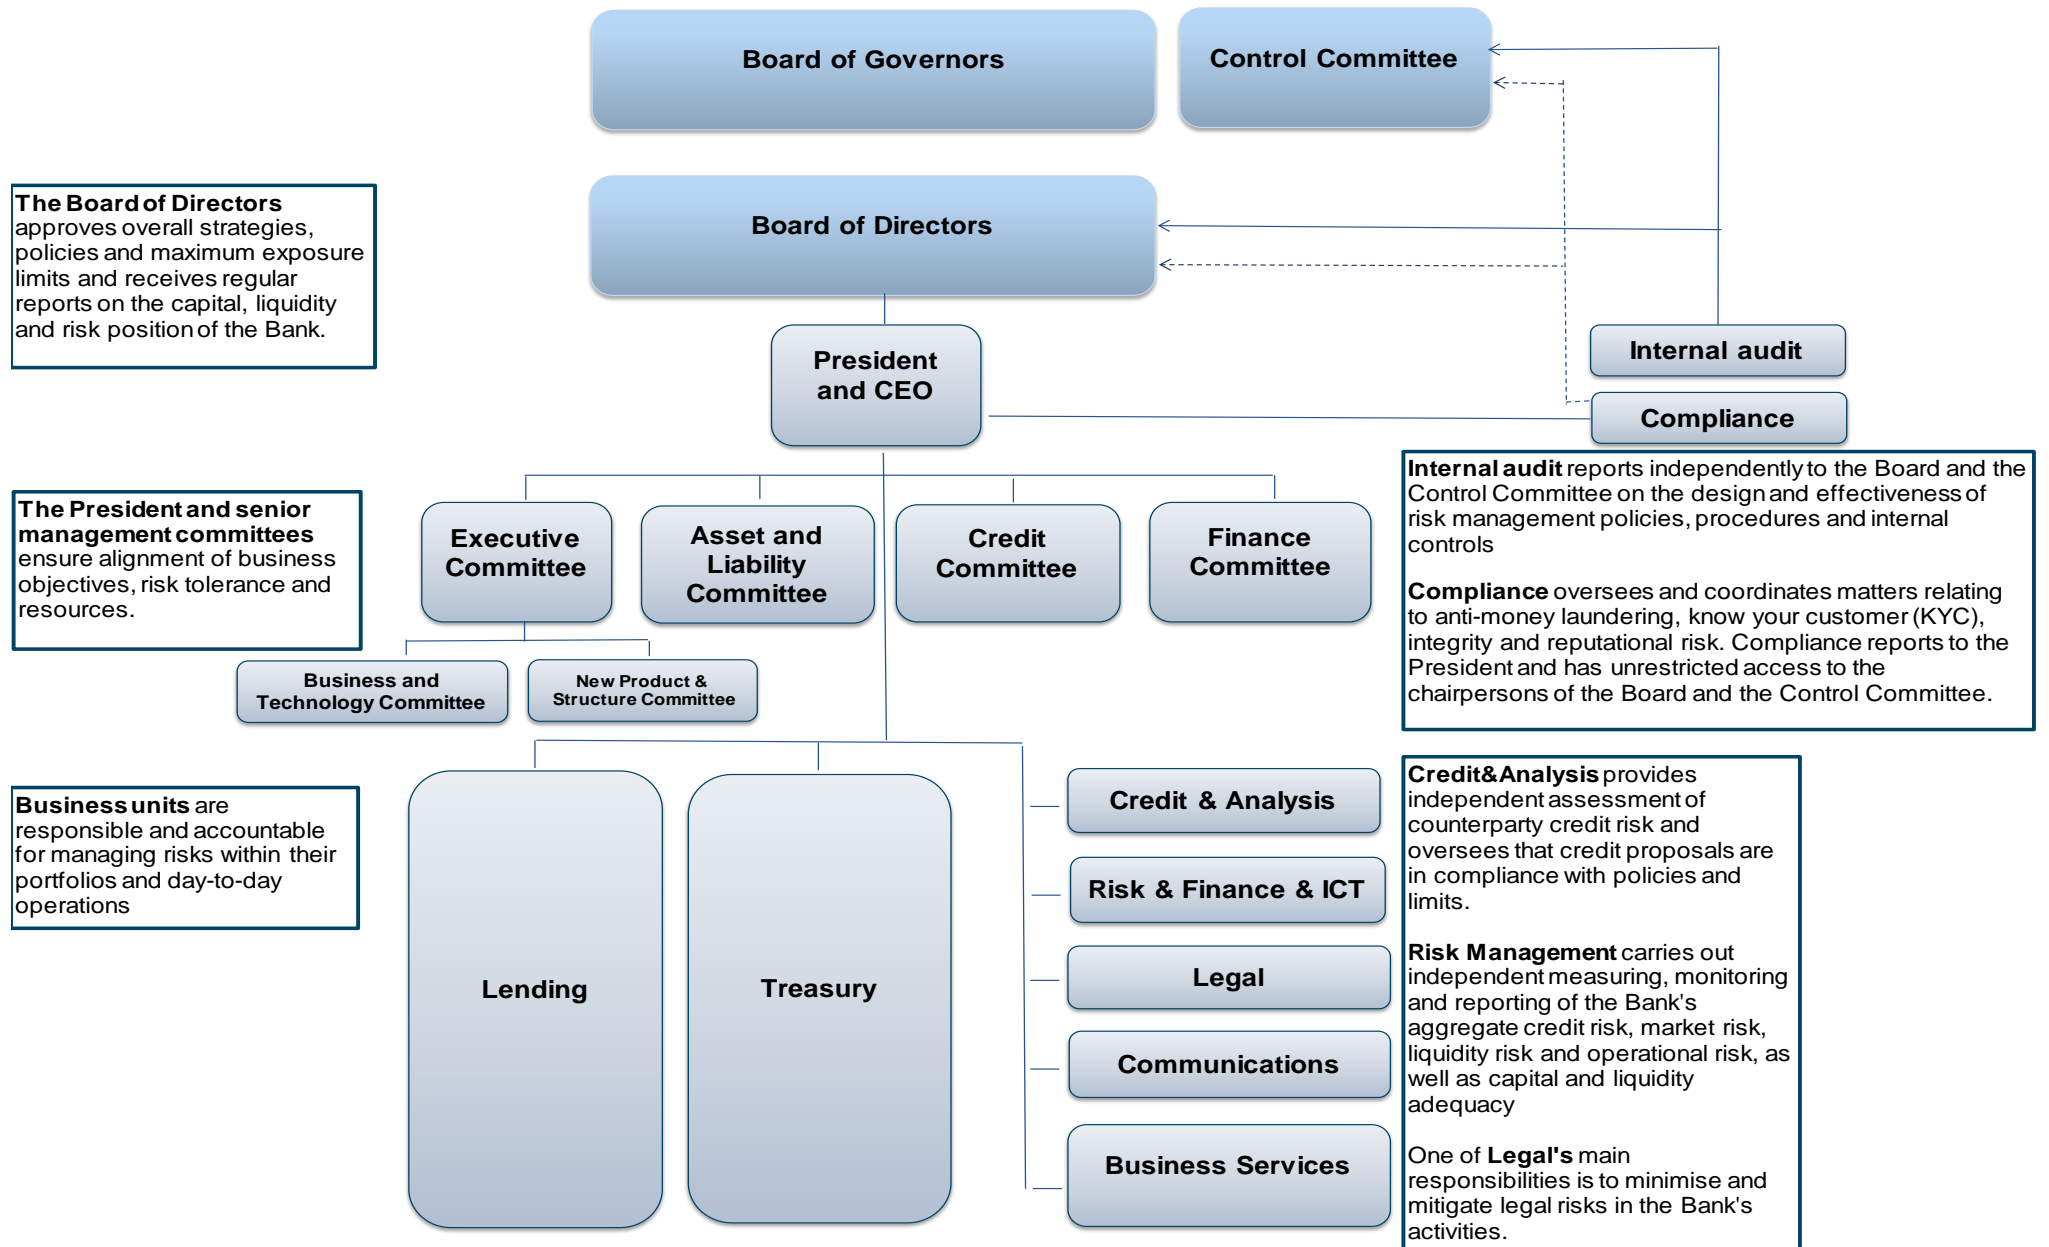 Board of Governors
Control Committee
The Board of Directors
approves overall strategies,
policies and maximum exposure
limits and receives regular
reports on the capital, liquidity
and risk position of the Bank.
Board of Directors
President
and CEO
Internal audit
Compliance
The President and senior
management committees
ensure alignment of business
objectives, risk tolerance and
resources.
Executive
Committee
Asset and
Liability
Committee
Credit
Committee
Finance
Committee
Internal audit reports independently to the Board and the
Control Committee on the design and effectiveness of
risk management policies, procedures and internal
controls
Compliance oversees and coordinates matters relating
to anti-money laundering, know your customer (KYC),
integrity and reputational risk. Compliance reports to the
President and has unrestricted access to the
chairpersons of the Board and the Control Committee.
Business and
Technology Committee
New Product &
Structure Committee
Business units are
responsible and accountable
for managing risks within their
portfolios and day-to-day
operations
Lending
Treasury
Credit & Analysis
Risk & Finance & ICT
Legal
Communications
Business Services
Credit&Analysis provides
independent assessment of
counterparty credit risk and
oversees that credit proposals are
in compliance with policies and
limits.
Risk Management carries out
independent measuring, monitoring
and reporting of the Bank's
aggregate credit risk, market risk,
liquidity risk and operational risk, as
well as capital and liquidity
adequacy
One of Legal's main
responsibilities is to minimise and
mitigate legal risks in the Bank's
activities.